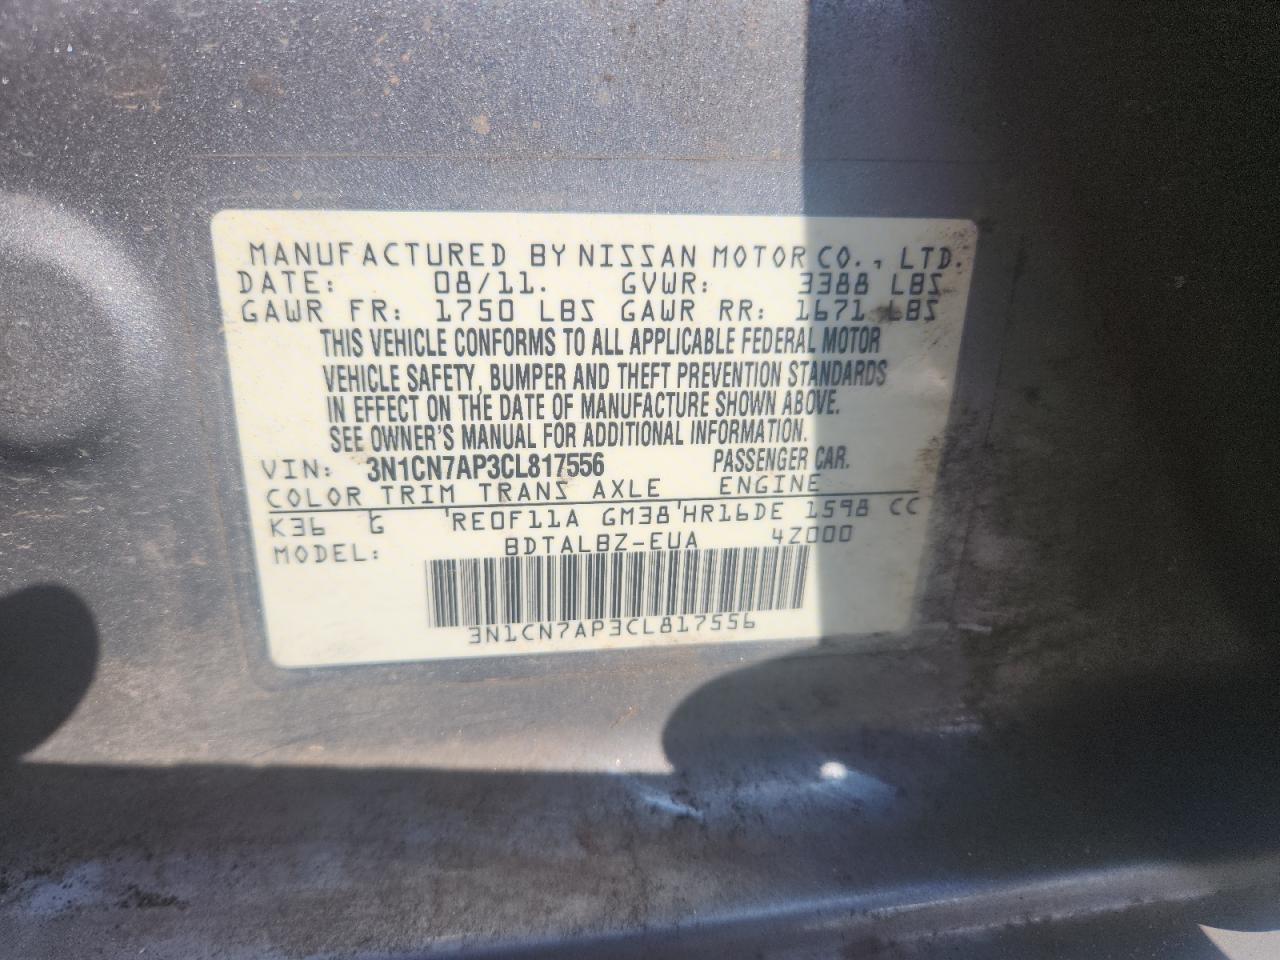 MANUFACTURED BY NISSAN MOTOR CO., LTD.
DATE: 08/11. GVWR: 3388 LBS
GAWR FR: 1750 LBS GAWR RR: 1671 LBS
THIS VEHICLE CONFORMS TO ALL APPLICABLE FEDERAL MOTOR
VEHICLE SAFETY, BUMPER AND THEFT PREVENTION STANDARDS
IN EFFECT ON THE DATE OF MANUFACTURE SHOWN ABOVE.
SEE OWNER'S MANUAL FOR ADDITIONAL INFORMATION.
VIN: 3N1CN7AP3CL817556 PASSENGER CAR.
COLOR TRIM TRANS AXLE ENGINE
K36 G 'RE0F11A GM38'HR16DE 1598 CC
MODEL: BDTALBZ-EUA 4Z000
3N1CN7AP3CL817556